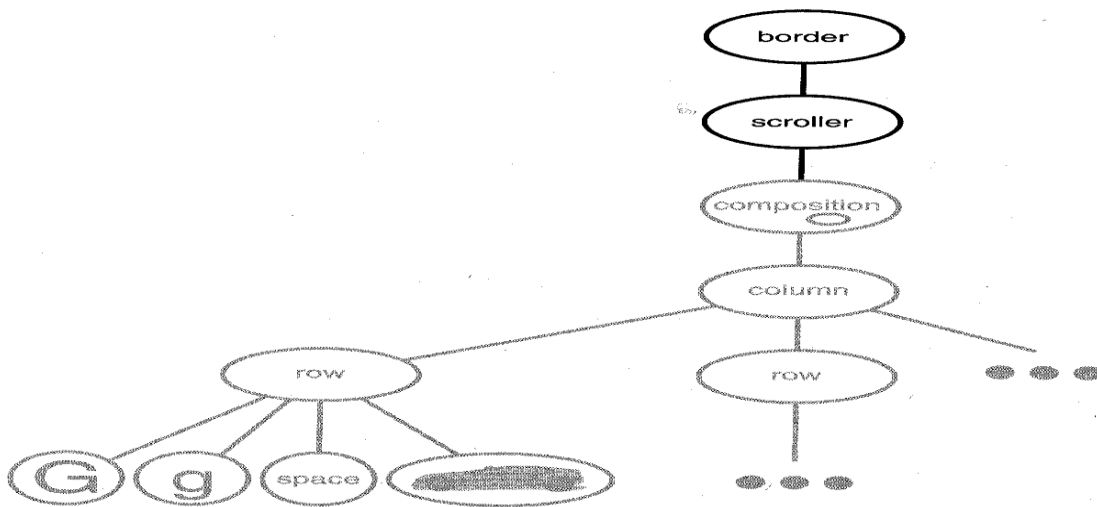 border
scroller
composition
column
row
row
G
g
space